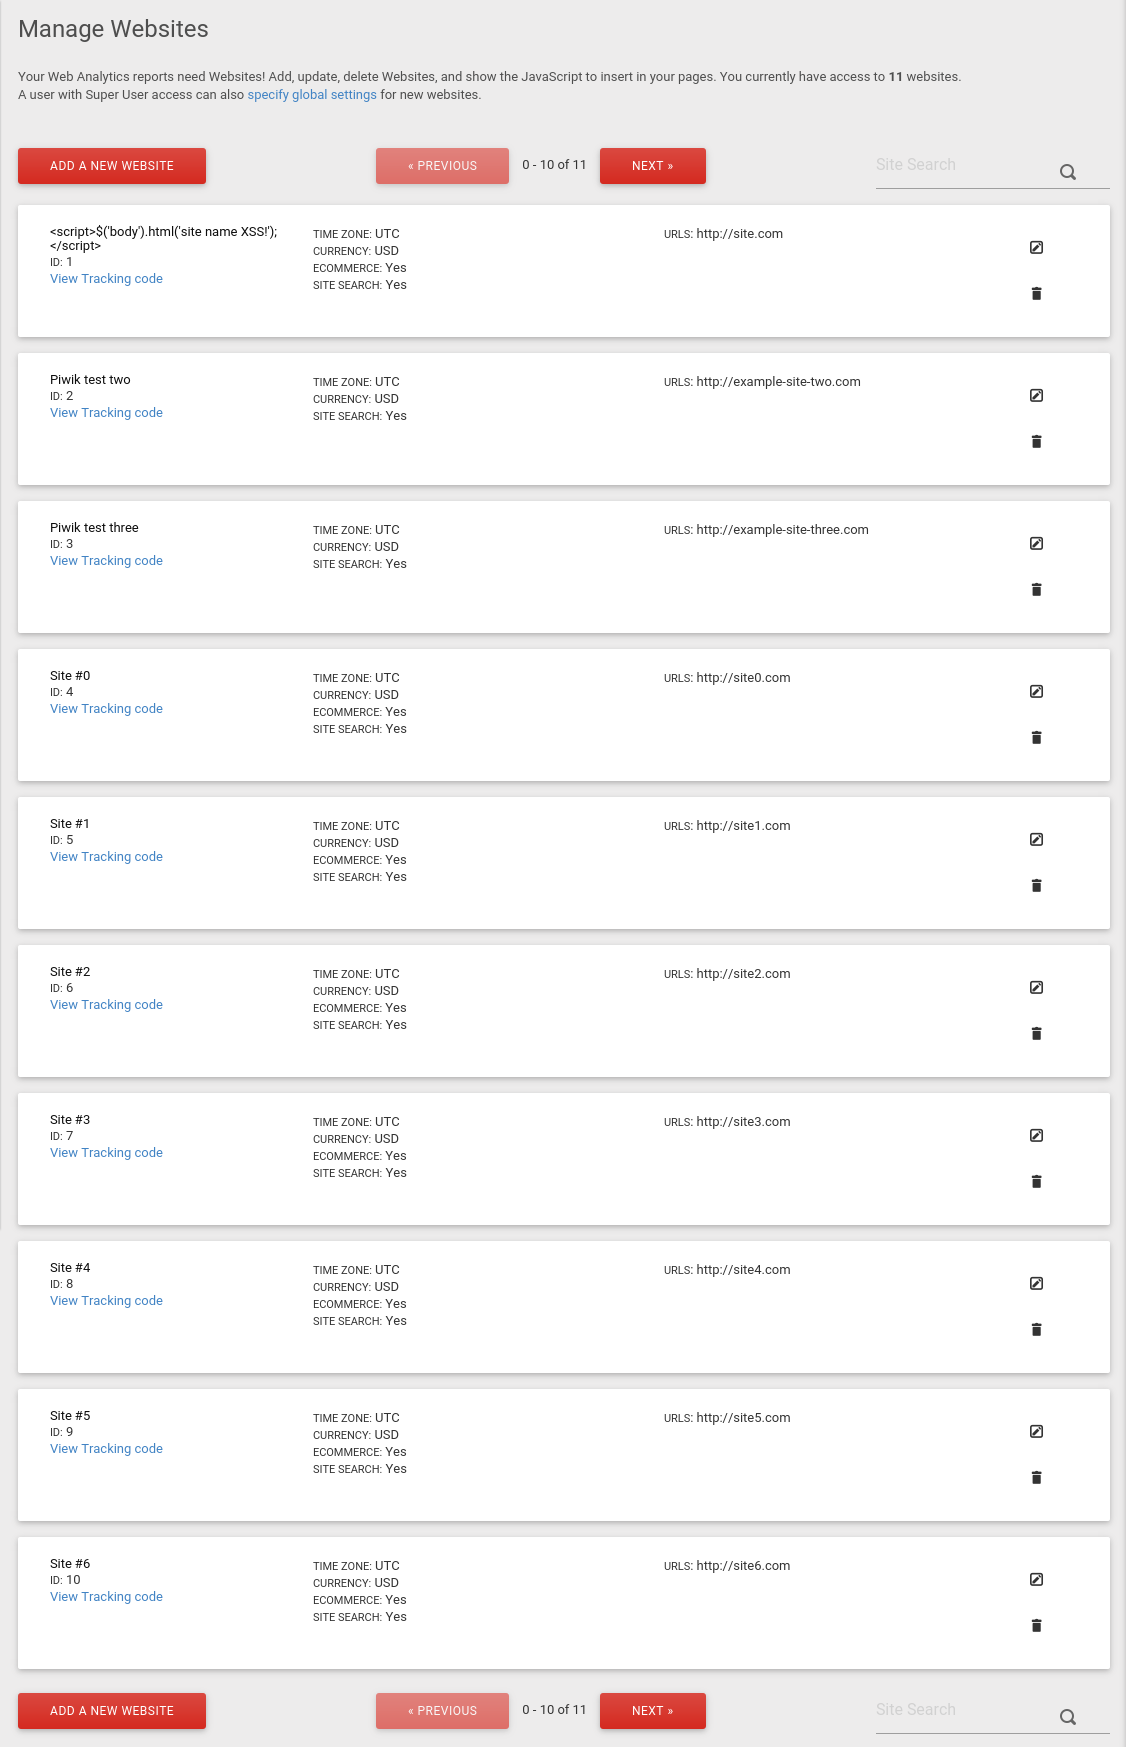 Manage Websites
Your Web Analytics reports need Websites! Add, update, delete Websites, and show the JavaScript to insert in your pages. You currently have access to 11 websites.
A user with Super User access can also specify global settings for new websites.
ADD A NEW WEBSITE
« PREVIOUS
0 - 10 of 11
NEXT »
Site Search
<script>$('body').html('site name XSS!');
</script>
ID: 1
View Tracking code
TIME ZONE: UTC
CURRENCY: USD
ECOMMERCE: Yes
SITE SEARCH: Yes
URLS: http://site.com
Piwik test two
ID: 2
View Tracking code
TIME ZONE: UTC
CURRENCY: USD
SITE SEARCH: Yes
URLS: http://example-site-two.com
Piwik test three
ID: 3
View Tracking code
TIME ZONE: UTC
CURRENCY: USD
SITE SEARCH: Yes
URLS: http://example-site-three.com
Site #0
ID: 4
View Tracking code
TIME ZONE: UTC
CURRENCY: USD
ECOMMERCE: Yes
SITE SEARCH: Yes
URLS: http://site0.com
Site #1
ID: 5
View Tracking code
TIME ZONE: UTC
CURRENCY: USD
ECOMMERCE: Yes
SITE SEARCH: Yes
URLS: http://site1.com
Site #2
ID: 6
View Tracking code
TIME ZONE: UTC
CURRENCY: USD
ECOMMERCE: Yes
SITE SEARCH: Yes
URLS: http://site2.com
Site #3
ID: 7
View Tracking code
TIME ZONE: UTC
CURRENCY: USD
ECOMMERCE: Yes
SITE SEARCH: Yes
URLS: http://site3.com
Site #4
ID: 8
View Tracking code
TIME ZONE: UTC
CURRENCY: USD
ECOMMERCE: Yes
SITE SEARCH: Yes
URLS: http://site4.com
Site #5
ID: 9
View Tracking code
TIME ZONE: UTC
CURRENCY: USD
ECOMMERCE: Yes
SITE SEARCH: Yes
URLS: http://site5.com
Site #6
ID: 10
View Tracking code
TIME ZONE: UTC
CURRENCY: USD
ECOMMERCE: Yes
SITE SEARCH: Yes
URLS: http://site6.com
ADD A NEW WEBSITE
« PREVIOUS
0 - 10 of 11
NEXT »
Site Search